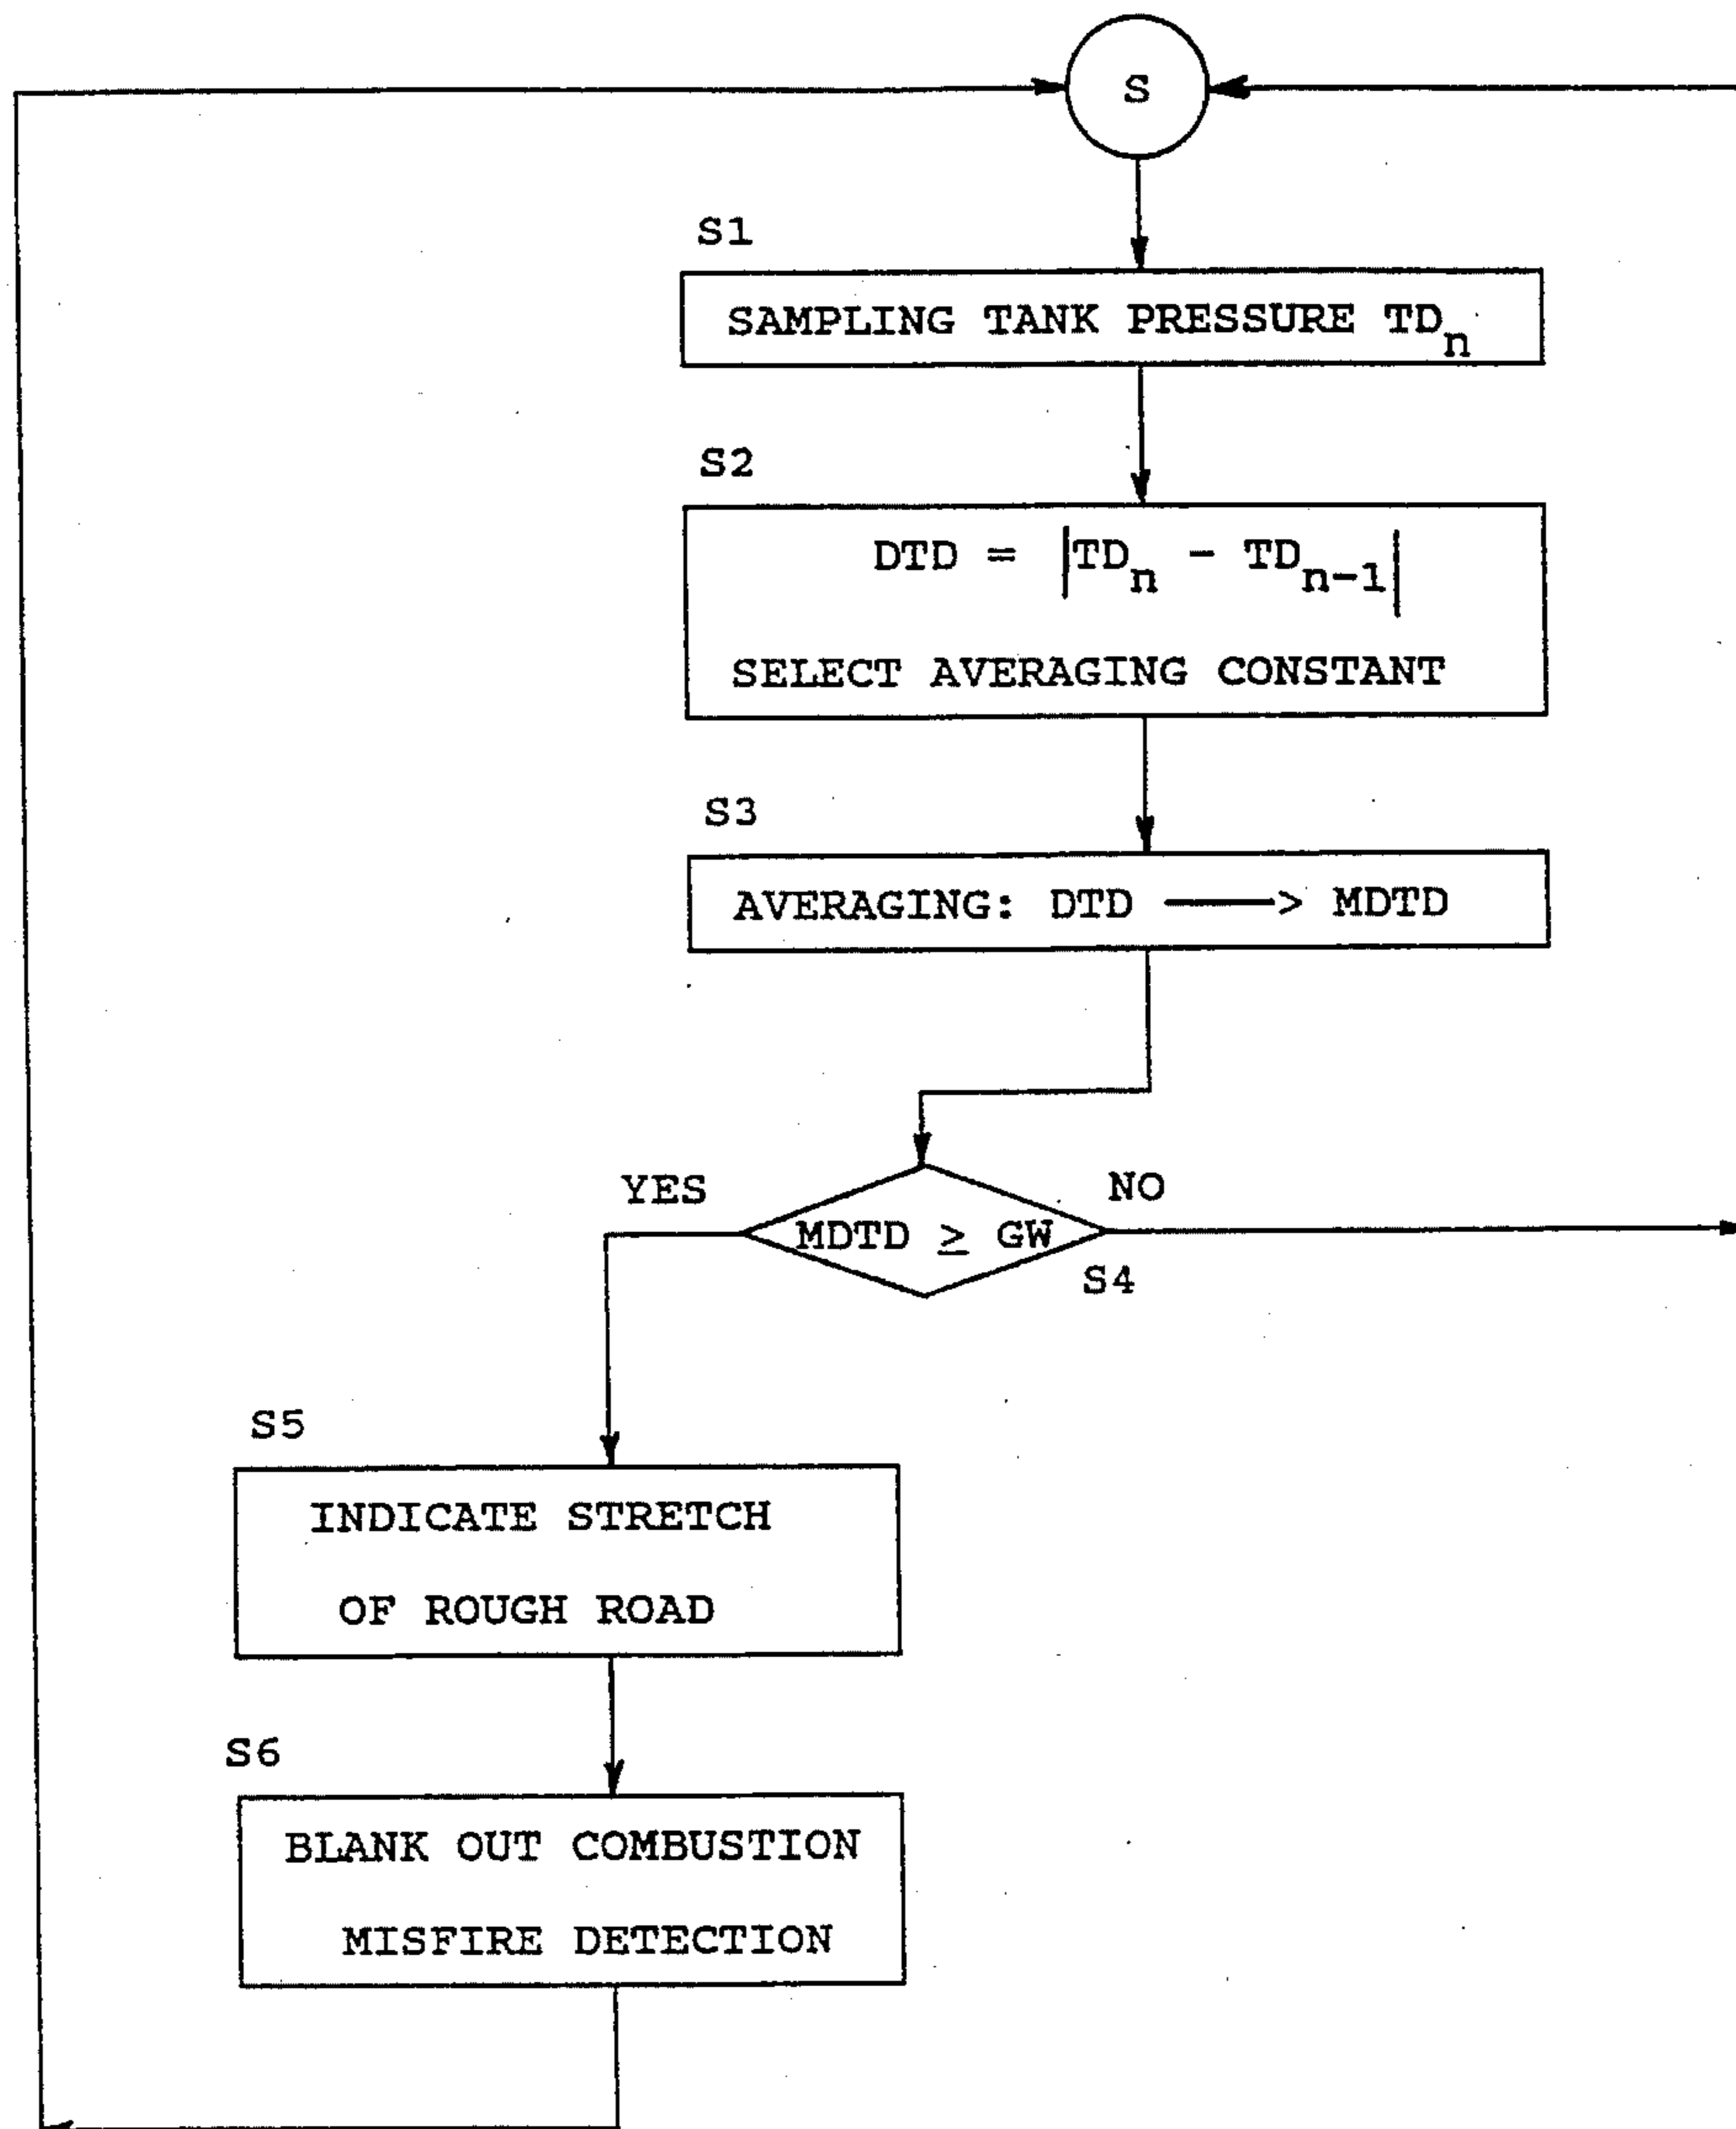 S
S1
SAMPLING TANK PRESSURE TDn
S2
DTD = |TDn - TDn-1|
SELECT AVERAGING CONSTANT
S3
AVERAGING: DTD ——> MDTD
YES
NO
MDTD ≥ GW
S4
S5
INDICATE STRETCH
OF ROUGH ROAD
S6
BLANK OUT COMBUSTION
MISFIRE DETECTION